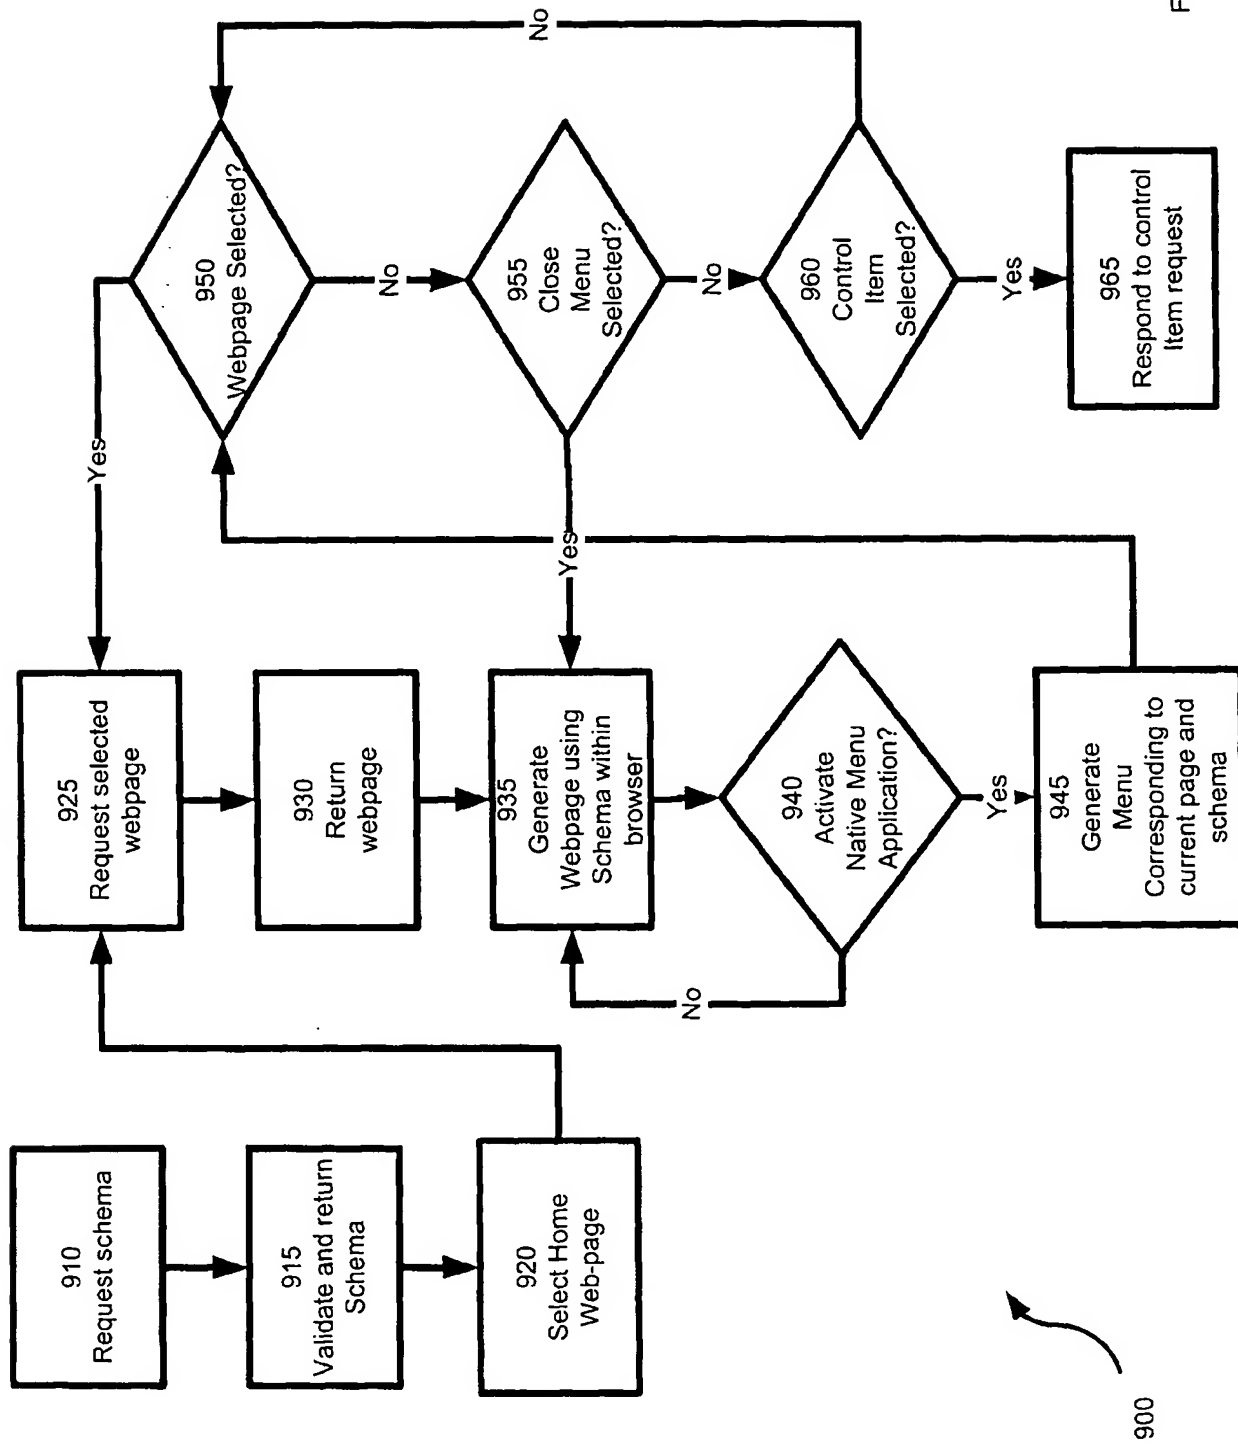 910
Request schema
915
Validate and return
Schema
920
Select Home
Web-page
925
Request selected
webpage
930
Return
webpage
935
Generate
Webpage using
Schema within
browser
940
Activate
Native Menu
Application?
No
Yes
945
Generate
Menu
Corresponding to
current page and
schema
950
Webpage Selected?
Yes
No
955
Close
Menu
Selected?
Yes
No
960
Control
Item
Selected?
No
Yes
965
Respond to control
Item request
900
F